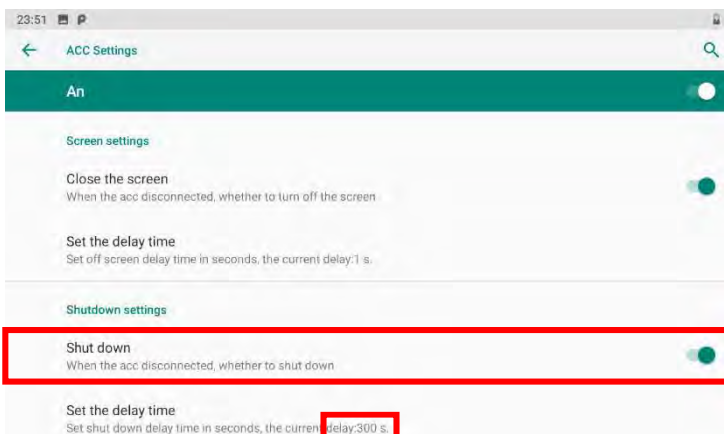 23:51 P
ACC Settings
An
Screen settings
Close the screen
When the acc disconnected, whether to turn off the screen
Set the delay time
Set off screen delay time in seconds, the current delay:1 s.
Shutdown settings
Shut down
When the acc disconnected, whether to shut down
Set the delay time
Set shut down delay time in seconds, the current delay:300 s.